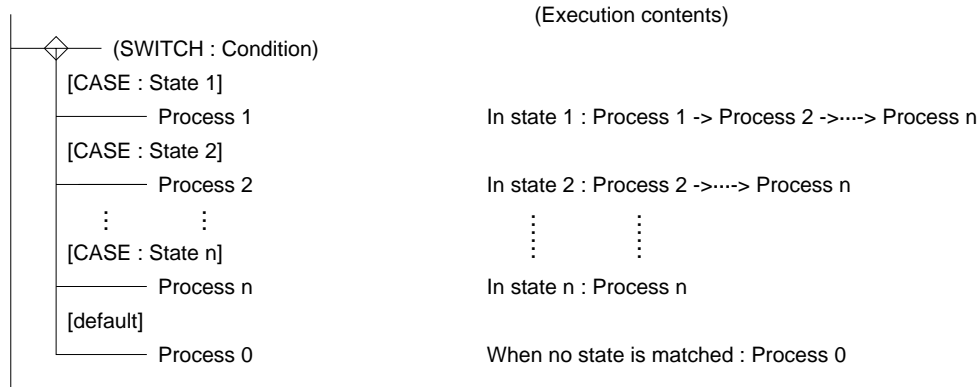 (Execution contents)
(SWITCH : Condition)
[CASE : State 1]
Process 1 In state 1 : Process 1 -> Process 2 ->····-> Process n
[CASE : State 2]
Process 2 In state 2 : Process 2 ->····-> Process n
[CASE : State n]
Process n In state n : Process n
[default]
Process 0 When no state is matched : Process 0